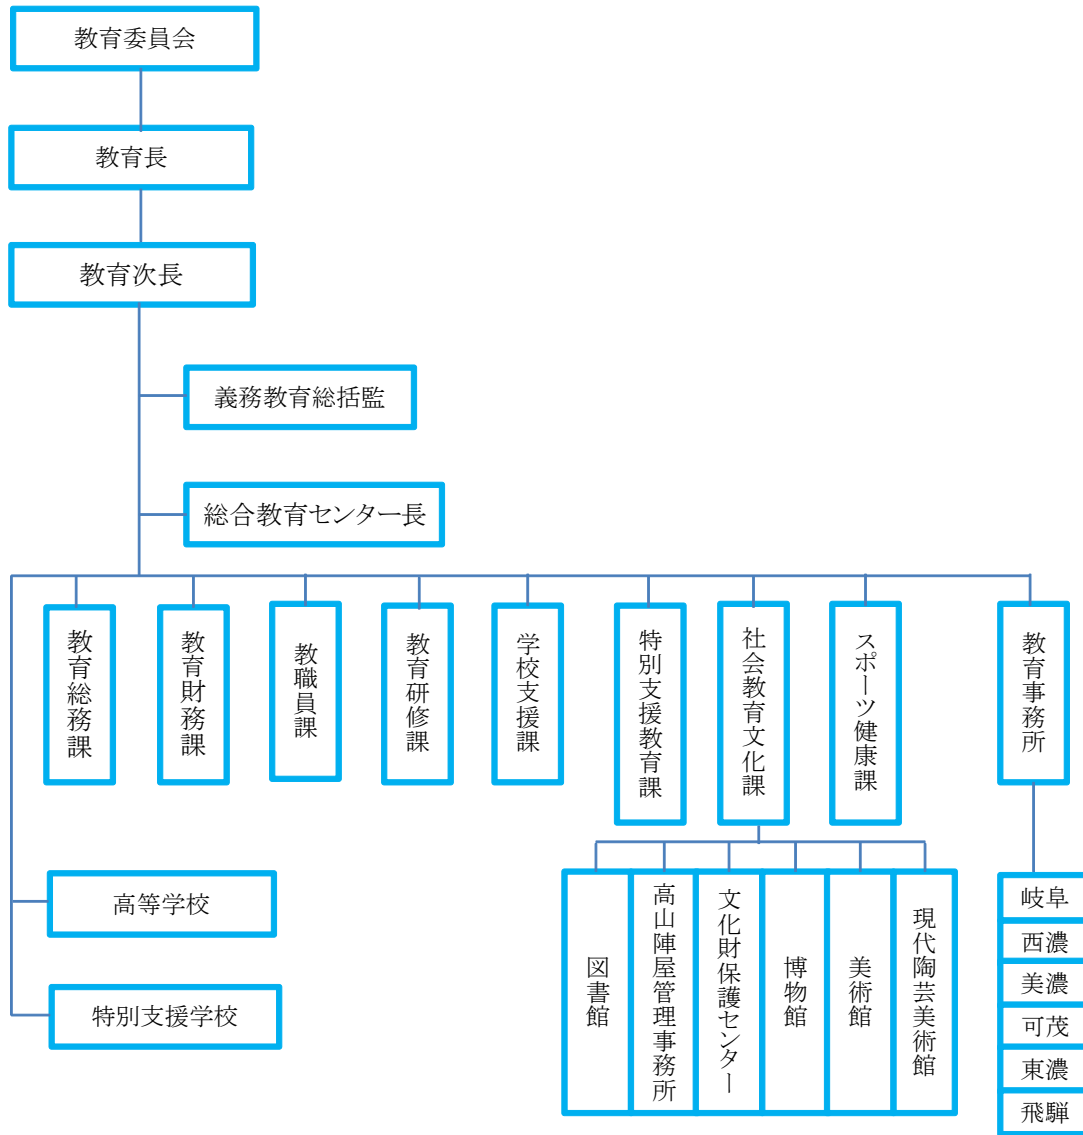 教育委員会
教育長
教育次長
義務教育総括監
総合教育センター長
教育総務課
教育財務課
教職員課
教育研修課
学校支援課
特別支援教育課
社会教育文化課
スポーツ健康課
教育事務所
高等学校
特別支援学校
図書館
高山陣屋管理事務所
文化財保護センター
博物館
美術館
現代陶芸美術館
岐阜
西濃
美濃
可茂
東濃
飛騨